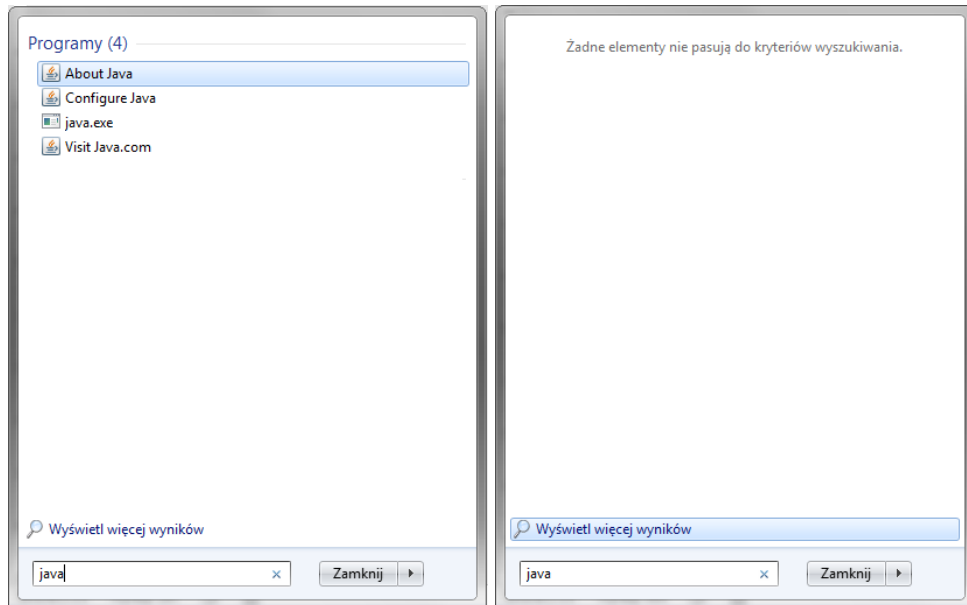 Programy (4)
About Java
Configure Java
java.exe
Visit Java.com
Wyświetl więcej wyników
java
Zamknij
Żadne elementy nie pasują do kryteriów wyszukiwania.
Wyświetl więcej wyników
java
Zamknij